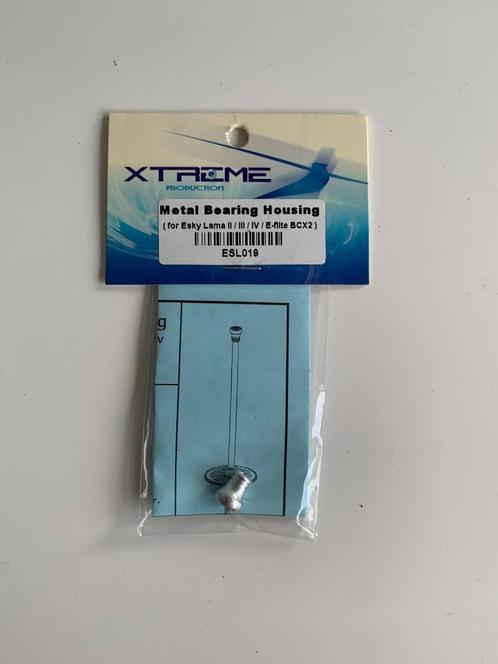 XTREME
PRODUCTION
Metal Bearing Housing
( for Esky Lama II / III / IV / E-flite BCX2 )
ESL019
g
v
r.